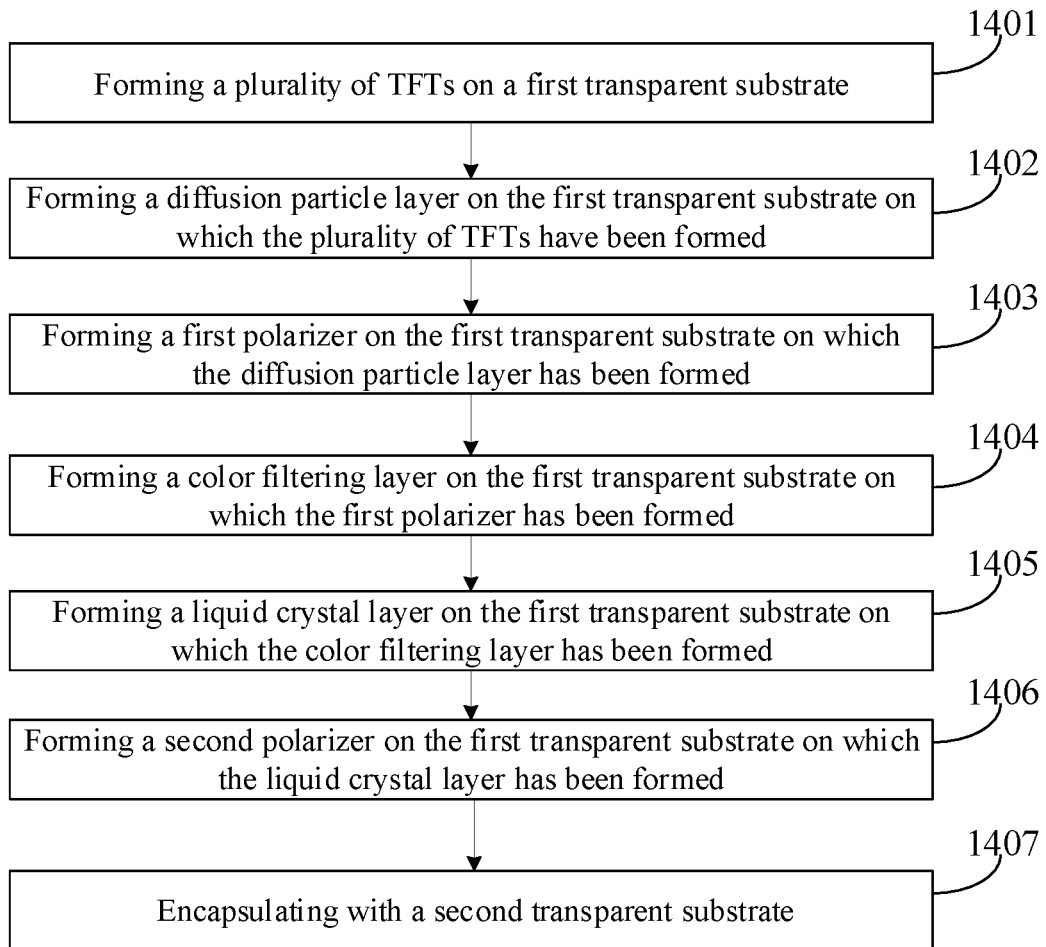 1401
Forming a plurality of TFTs on a first transparent substrate
1402
Forming a diffusion particle layer on the first transparent substrate on
which the plurality of TFTs have been formed
1403
Forming a first polarizer on the first transparent substrate on which
the diffusion particle layer has been formed
1404
Forming a color filtering layer on the first transparent substrate on
which the first polarizer has been formed
1405
Forming a liquid crystal layer on the first transparent substrate on
which the color filtering layer has been formed
1406
Forming a second polarizer on the first transparent substrate on which
the liquid crystal layer has been formed
1407
Encapsulating with a second transparent substrate